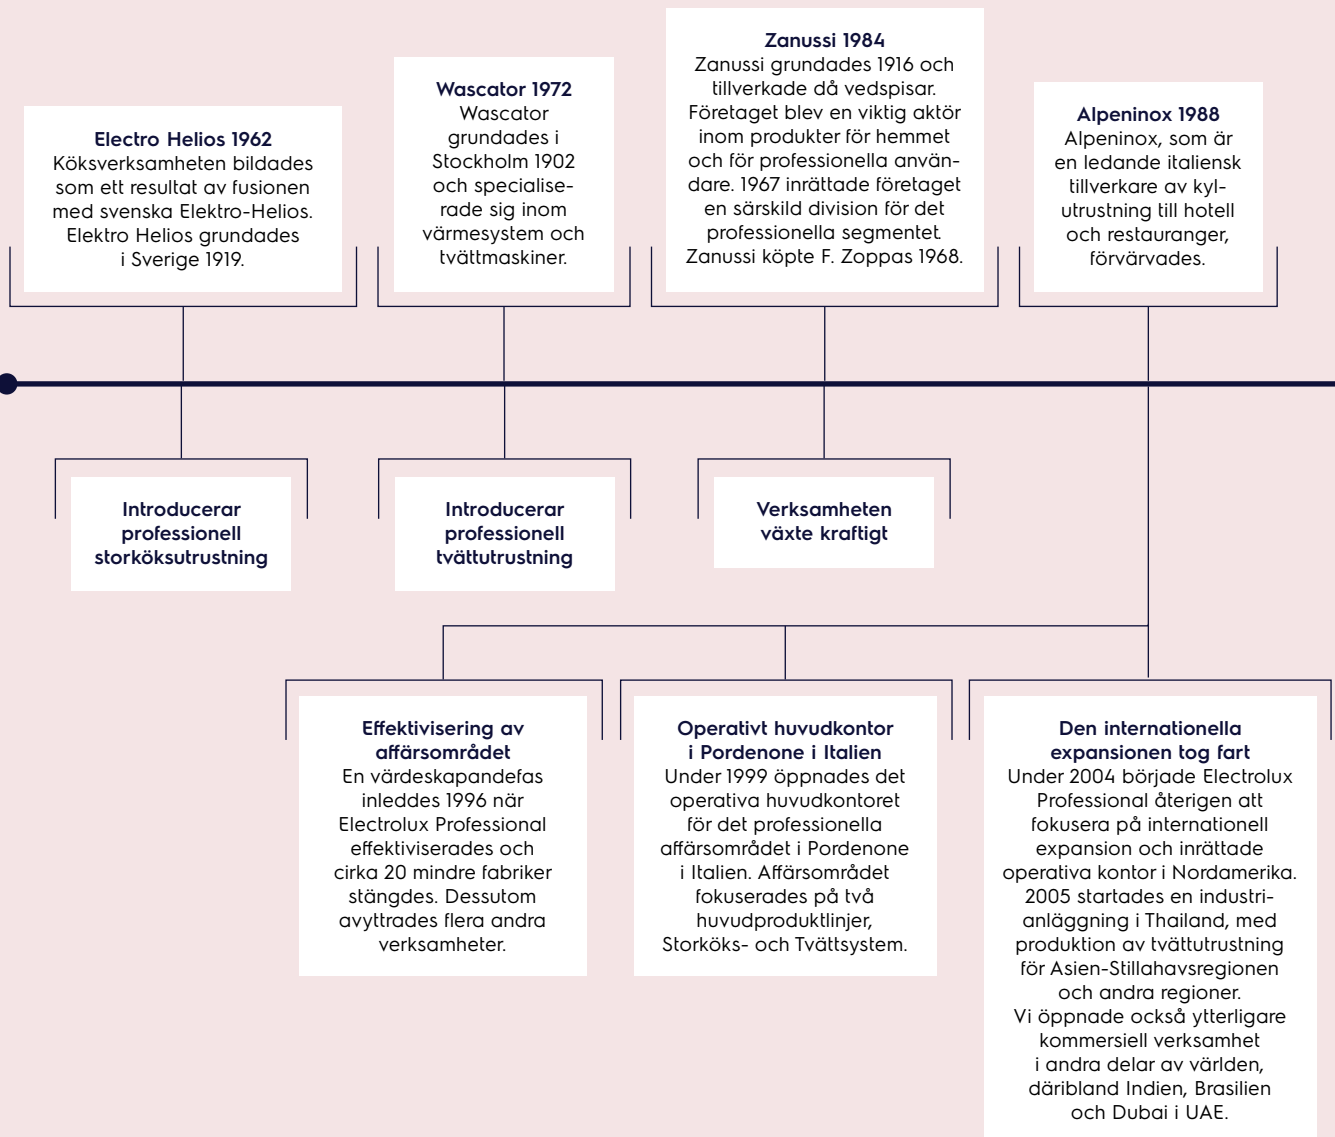 Electro Helios 1962
Köksverksamheten bildades
som ett resultat av fusionen
med svenska Elektro-Helios.
Elektro Helios grundades
i Sverige 1919.
Wascator 1972
Wascator
grundades i
Stockholm 1902
och specialise-
rade sig inom
värmesystem och
tvättmaskiner.
Zanussi 1984
Zanussi grundades 1916 och
tillverkade då vedspisar.
Företaget blev en viktig aktör
inom produkter för hemmet
och för professionella använ-
dare. 1967 inrättade företaget
en särskild division för det
professionella segmentet.
Zanussi köpte F. Zoppas 1968.
Alpeninox 1988
Alpeninox, som är
en ledande italiensk
tillverkare av kyl-
utrustning till hotell
och restauranger,
förvärvades.
Introducerar
professionell
storköksutrustning
Introducerar
professionell
tvättutrustning
Verksamheten
växte kraftigt
Effektivisering av
affärsområdet
En värdeskapandefas
inleddes 1996 när
Electrolux Professional
effektiviserades och
cirka 20 mindre fabriker
stängdes. Dessutom
avyttrades flera andra
verksamheter.
Operativt huvudkontor
i Pordenone i Italien
Under 1999 öppnades det
operativa huvudkontoret
för det professionella
affärsområdet i Pordenone
i Italien. Affärsområdet
fokuserades på två
huvudproduktlinjer,
Storköks- och Tvättsystem.
Den internationella
expansionen tog fart
Under 2004 började Electrolux
Professional återigen att
fokusera på internationell
expansion och inrättade
operativa kontor i Nordamerika.
2005 startades en industri-
anläggning i Thailand, med
produktion av tvättutrustning
för Asien-Stillahavsregionen
och andra regioner.
Vi öppnade också ytterligare
kommersiell verksamhet
i andra delar av världen,
däribland Indien, Brasilien
och Dubai i UAE.